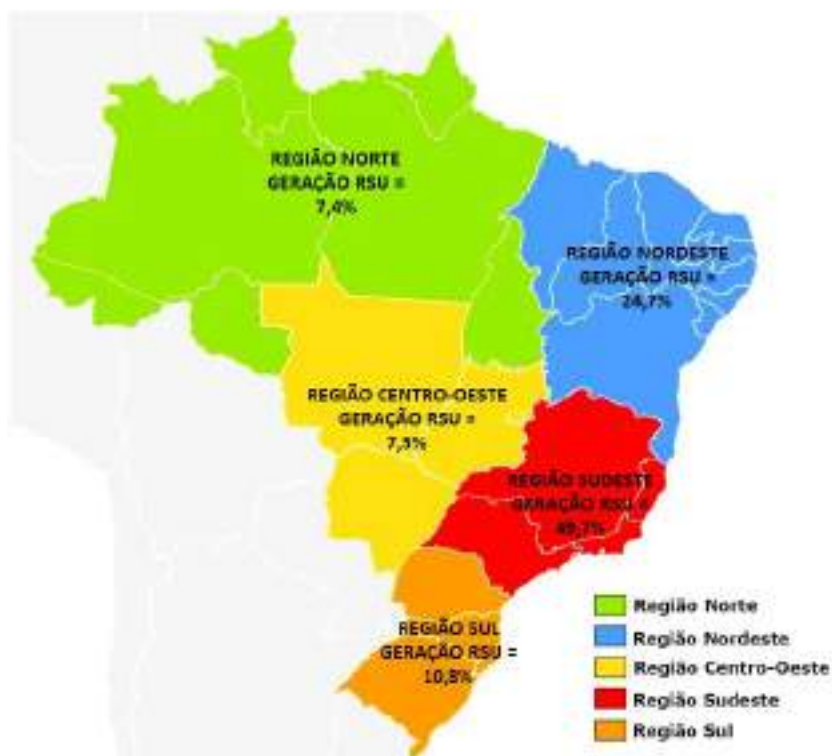 REGIÃO NORTE
GERAÇÃO RSU =
7,4%
REGIÃO NORDESTE
GERAÇÃO RSU =
24,7%
REGIÃO CENTRO-OESTE
GERAÇÃO RSU =
7,5%
REGIÃO SUDESTE
GERAÇÃO RSU =
49,7%
REGIÃO SUL
GERAÇÃO RSU =
10,8%
Região Norte
Região Nordeste
Região Centro-Oeste
Região Sudeste
Região Sul